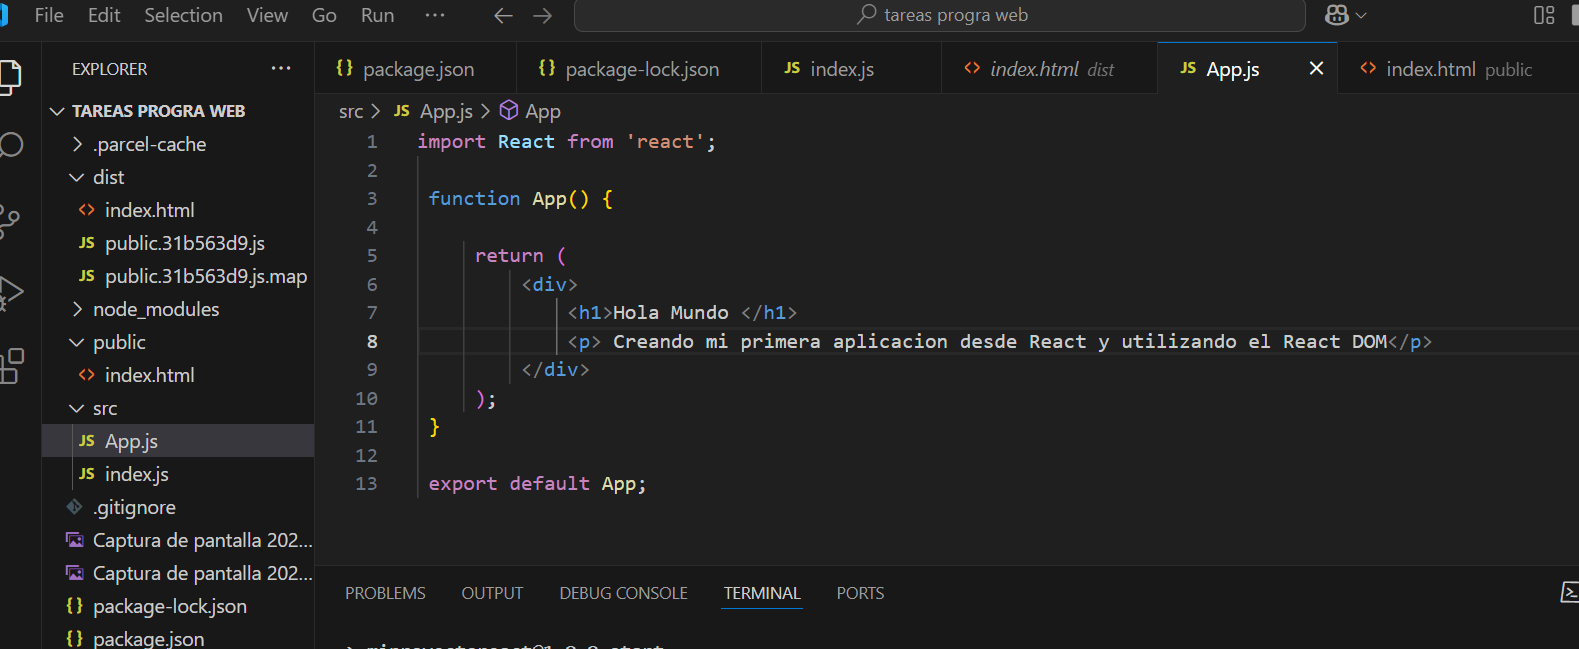 File Edit Selection View Go Run ··· ← → tareas progra web
EXPLORER ···
TAREAS PROGRA WEB
.parcel-cache
dist
index.html
public.31b563d9.js
public.31b563d9.js.map
node_modules
public
index.html
src
App.js
index.js
.gitignore
Captura de pantalla 202...
Captura de pantalla 202...
package-lock.json
package.json
package.json package-lock.json index.js index.html dist App.js index.html public
src > JS App.js > App
1 import React from 'react';
2
3 function App() {
4
5 return (
6 <div>
7 <h1>Hola Mundo </h1>
8 <p> Creando mi primera aplicacion desde React y utilizando el React DOM</p>
9 </div>
10 );
11 }
12
13 export default App;
PROBLEMS OUTPUT DEBUG CONSOLE TERMINAL PORTS